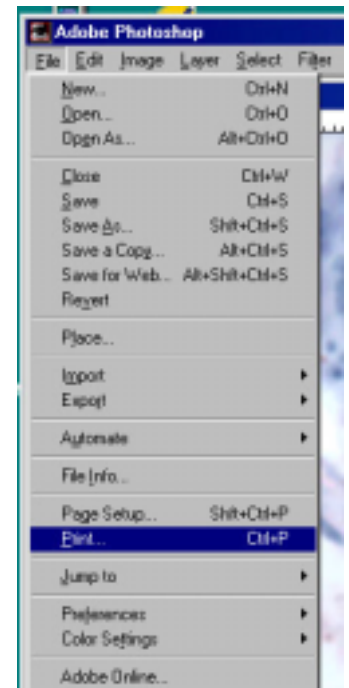 Adobe Photoshop
File Edit Image Layer Select Filter
New... Ctrl+N
Open... Ctrl+O
Open As... Alt+Ctrl+O
Close Ctrl+W
Save Ctrl+S
Save As... Shift+Ctrl+S
Save a Copy... Alt+Ctrl+S
Save for Web... Alt+Shft+Ctrl+S
Revert
Place...
Import
Export
Automate
File Info...
Page Setup... Shift+Ctrl+P
Print... Ctrl+P
Jump to
Preferences
Color Settings
Adobe Online...